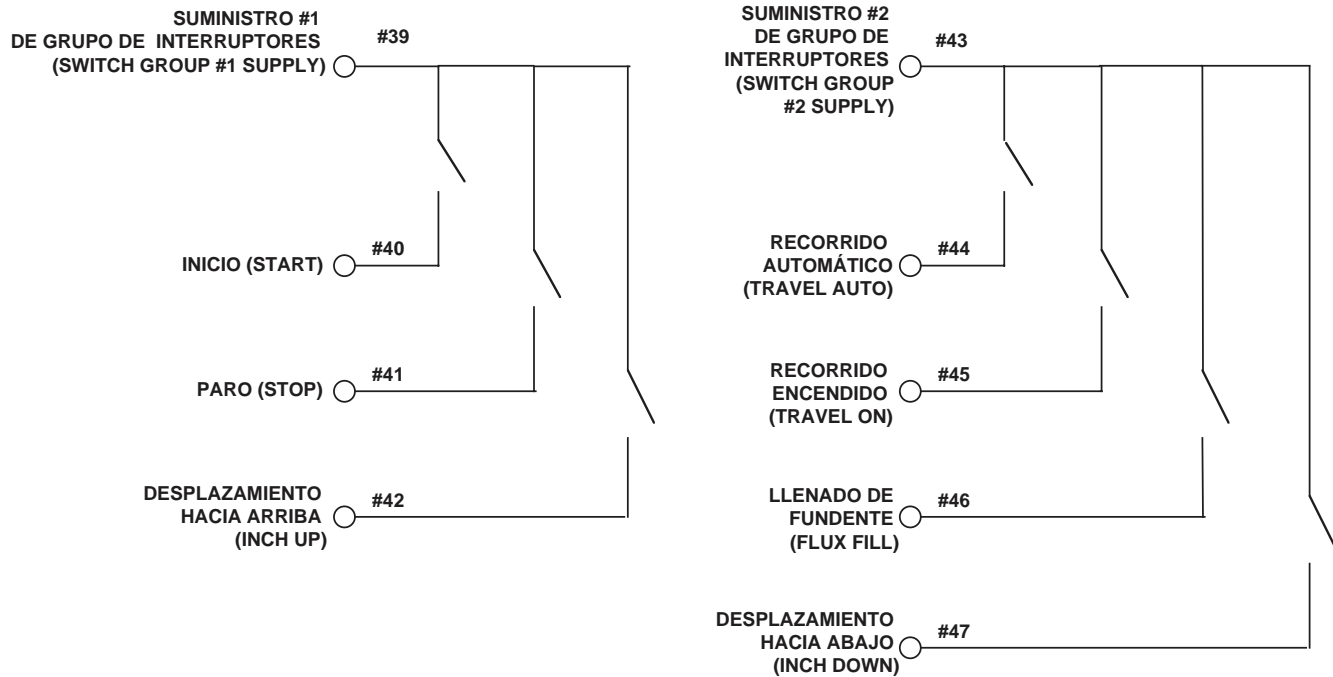 SUMINISTRO #1
DE GRUPO DE INTERRUPTORES
(SWITCH GROUP #1 SUPPLY)
#39
INICIO (START)
#40
PARO (STOP)
#41
DESPLAZAMIENTO
HACIA ARRIBA
(INCH UP)
#42
SUMINISTRO #2
DE GRUPO DE
INTERRUPTORES
(SWITCH GROUP
#2 SUPPLY)
#43
RECORRIDO
AUTOMÁTICO
(TRAVEL AUTO)
#44
RECORRIDO
ENCENDIDO
(TRAVEL ON)
#45
LLENADO DE
FUNDENTE
(FLUX FILL)
#46
DESPLAZAMIENTO
HACIA ABAJO
(INCH DOWN)
#47